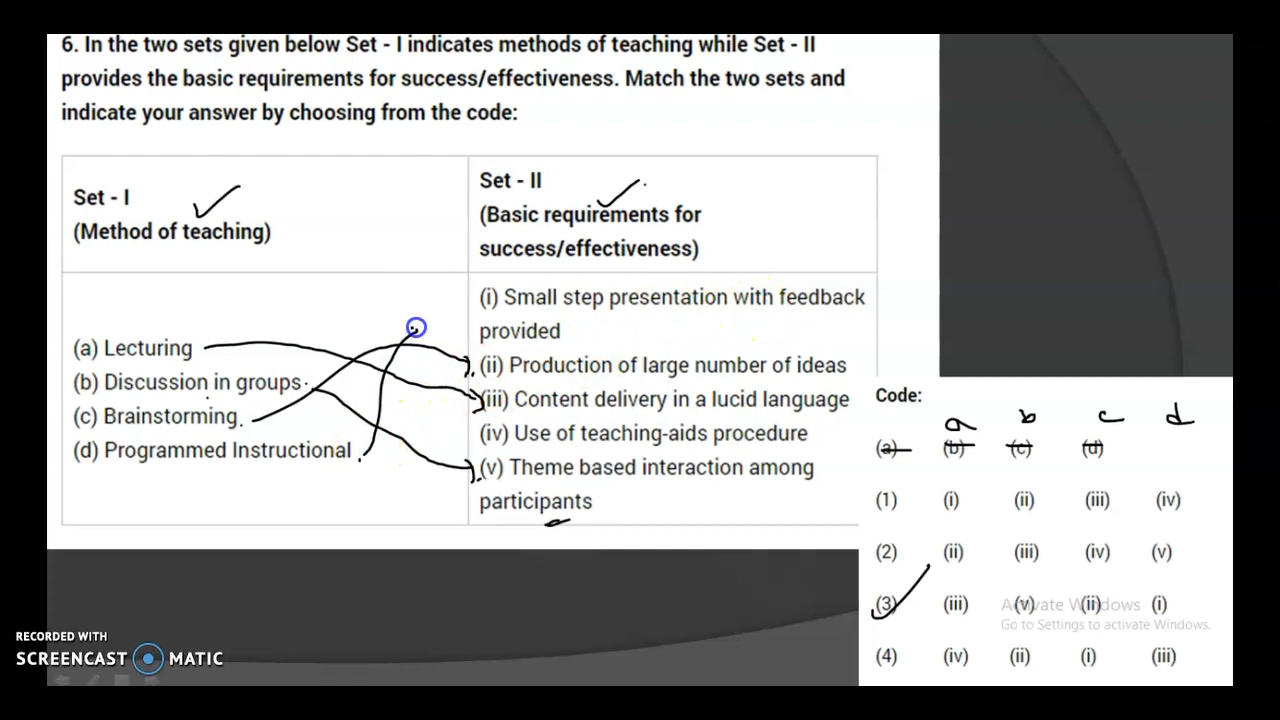 6. In the two sets given below Set - I indicates methods of teaching while Set - II
provides the basic requirements for success/effectiveness. Match the two sets and
indicate your answer by choosing from the code:
Set - I
(Method of teaching)
Set - II
(Basic requirements for
success/effectiveness)
(a) Lecturing
(b) Discussion in groups
(c) Brainstorming
(d) Programmed Instructional
(i) Small step presentation with feedback
provided
(ii) Production of large number of ideas
(iii) Content delivery in a lucid language
(iv) Use of teaching-aids procedure
(v) Theme based interaction among
participants
Code:
a b c d
(a) (b) (c) (d)
(1) (i) (ii) (iii) (iv)
(2) (ii) (iii) (iv) (v)
(3) (iii) (v) (ii) (i)
(4) (iv) (ii) (i) (iii)
Activate Windows
Go to Settings to activate Windows.
RECORDED WITH
SCREENCAST MATIC